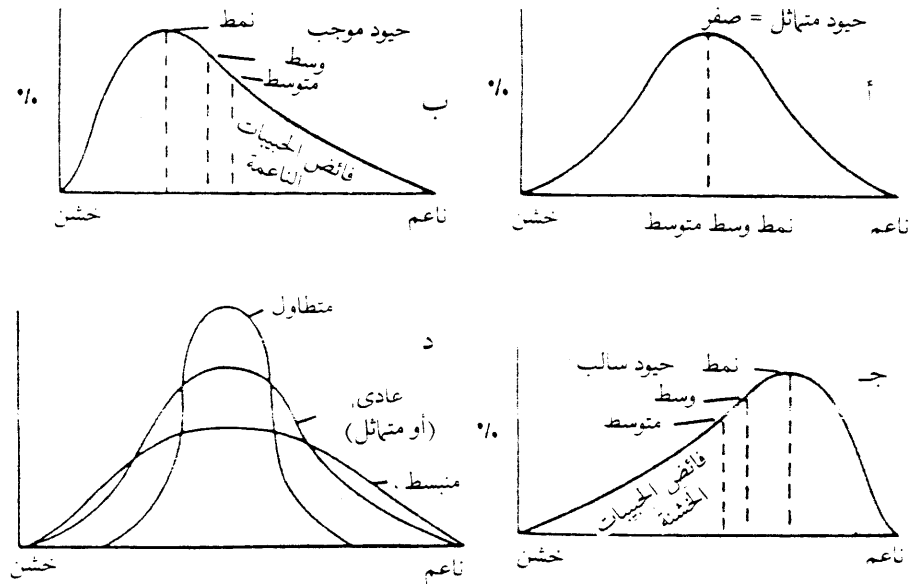 حيود متماثل = صفر
أ
%
خشن
نمط وسط متوسط
ناعم
نمط
حيود موجب
وسط
متوسط
ب
%
فائض الحبيبات
الناعمة
خشن
ناعم
جـ
نمط
حيود سالب
وسط
متوسط
%
فائض الحبيبات
الخشنة
خشن
ناعم
د
متطاول
عادى
(أو متماثل)
منبسط
خشن
ناعم